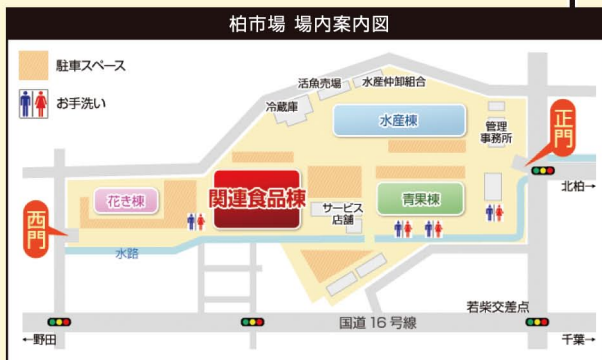 柏市場 場内案内図
駐車スペース
お手洗い
活魚売場
水産仲卸組合
冷蔵庫
水産棟
管理
事務所
正門
北柏→
花き棟
関連食品棟
サービス
店舗
青果棟
西門
水路
若柴交差点
国道16号線
←野田
千葉→